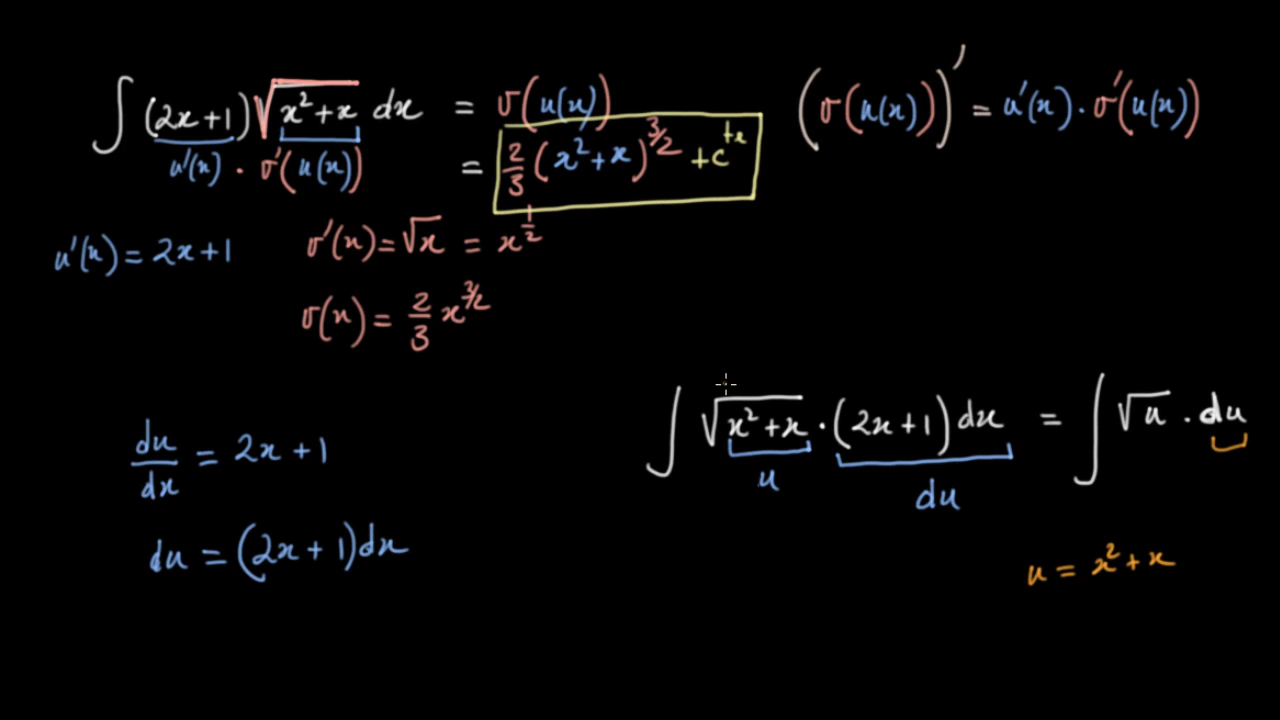 ∫ (2x+1)√(x²+x) dx = v(u(x))
(v(u(x)))' = u'(x) · v'(u(x))
u'(x) · v'(u(x))
= 2/3 (x²+x)^(3/2) + c^te
u'(x) = 2x+1
v'(x) = √x = x^(1/2)
v(x) = 2/3 x^(3/2)
∫ √(x²+x) · (2x+1) dx = ∫ √u · du
u
du
du/dx = 2x+1
du = (2x+1)dx
u = x²+x